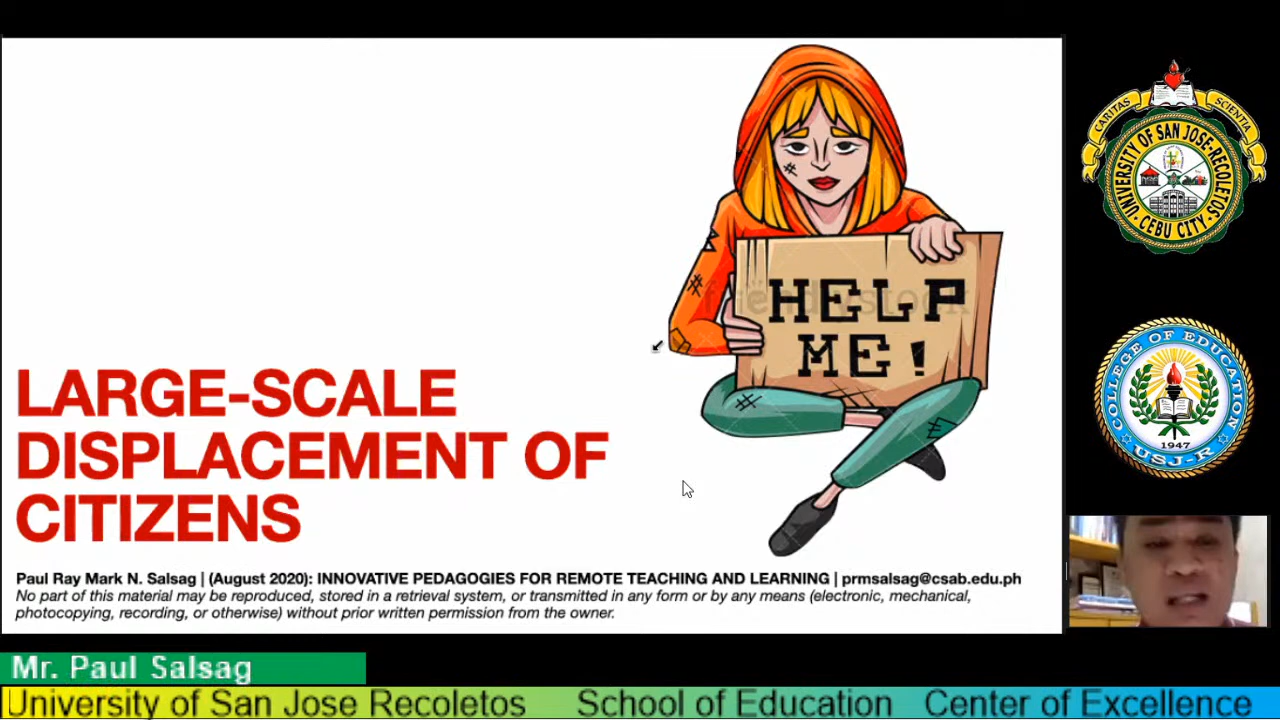 HELP
ME!
LARGE-SCALE
DISPLACEMENT OF
CITIZENS
Paul Ray Mark N. Salsag | (August 2020): INNOVATIVE PEDAGOGIES FOR REMOTE TEACHING AND LEARNING | prmsalsag@csab.edu.ph
No part of this material may be reproduced, stored in a retrieval system, or transmitted in any form or by any means (electronic, mechanical,
photocopying, recording, or otherwise) without prior written permission from the owner.
CARITAS
SCIENTIA
UNIVERSITY OF SAN JOSE-RECOLETOS
CEBU CITY
COLLEGE OF EDUCATION
1947
USJ-R
Mr. Paul Salsag
University of San Jose Recoletos School of Education Center of Excellence